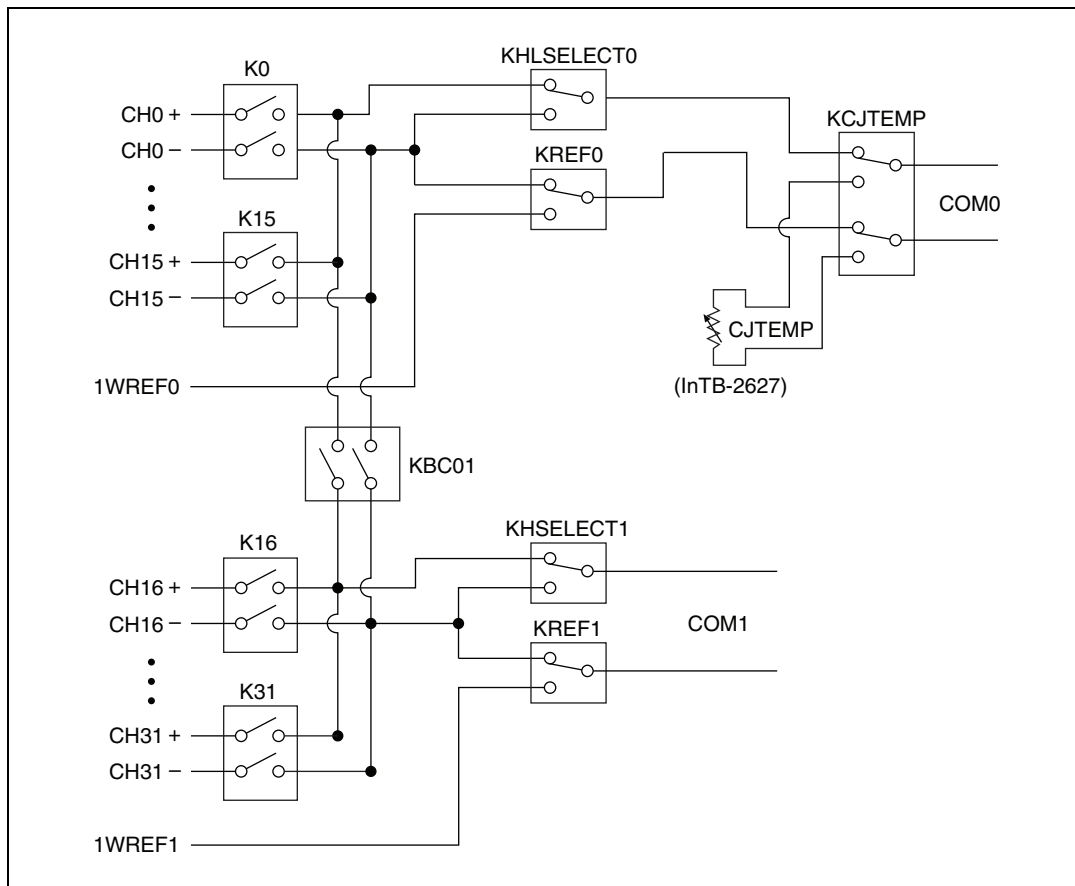 K0
KHLSELECT0
CH0 +
CH0 −
KREF0
KCJTEMP
COM0
K15
CH15 +
CH15 −
CJTEMP
1WREF0
(InTB-2627)
KBC01
K16
KHSELECT1
CH16 +
CH16 −
KREF1
COM1
K31
CH31 +
CH31 −
1WREF1